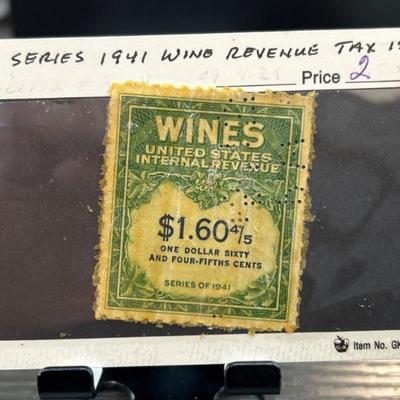 SERIES 1941 WINE REVENUE TAX
Price 2
WINES
UNITED STATES
INTERNAL REVENUE
$1.60 4/5
ONE DOLLAR SIXTY
AND FOUR-FIFTHS CENTS
SERIES OF 1941
Item No. GK